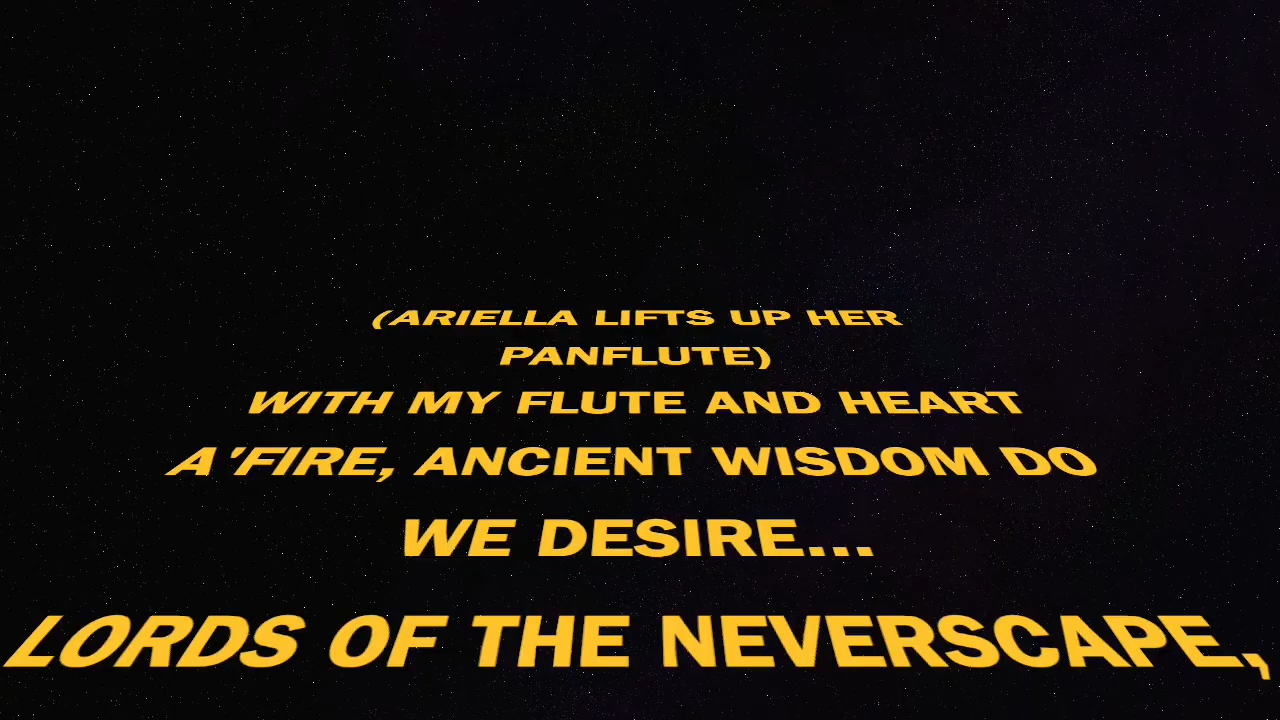 (ARIELLA LIFTS UP HER
PANFLUTE)
WITH MY FLUTE AND HEART
A'FIRE, ANCIENT WISDOM DO
WE DESIRE...
LORDS OF THE NEVERSCAPE,